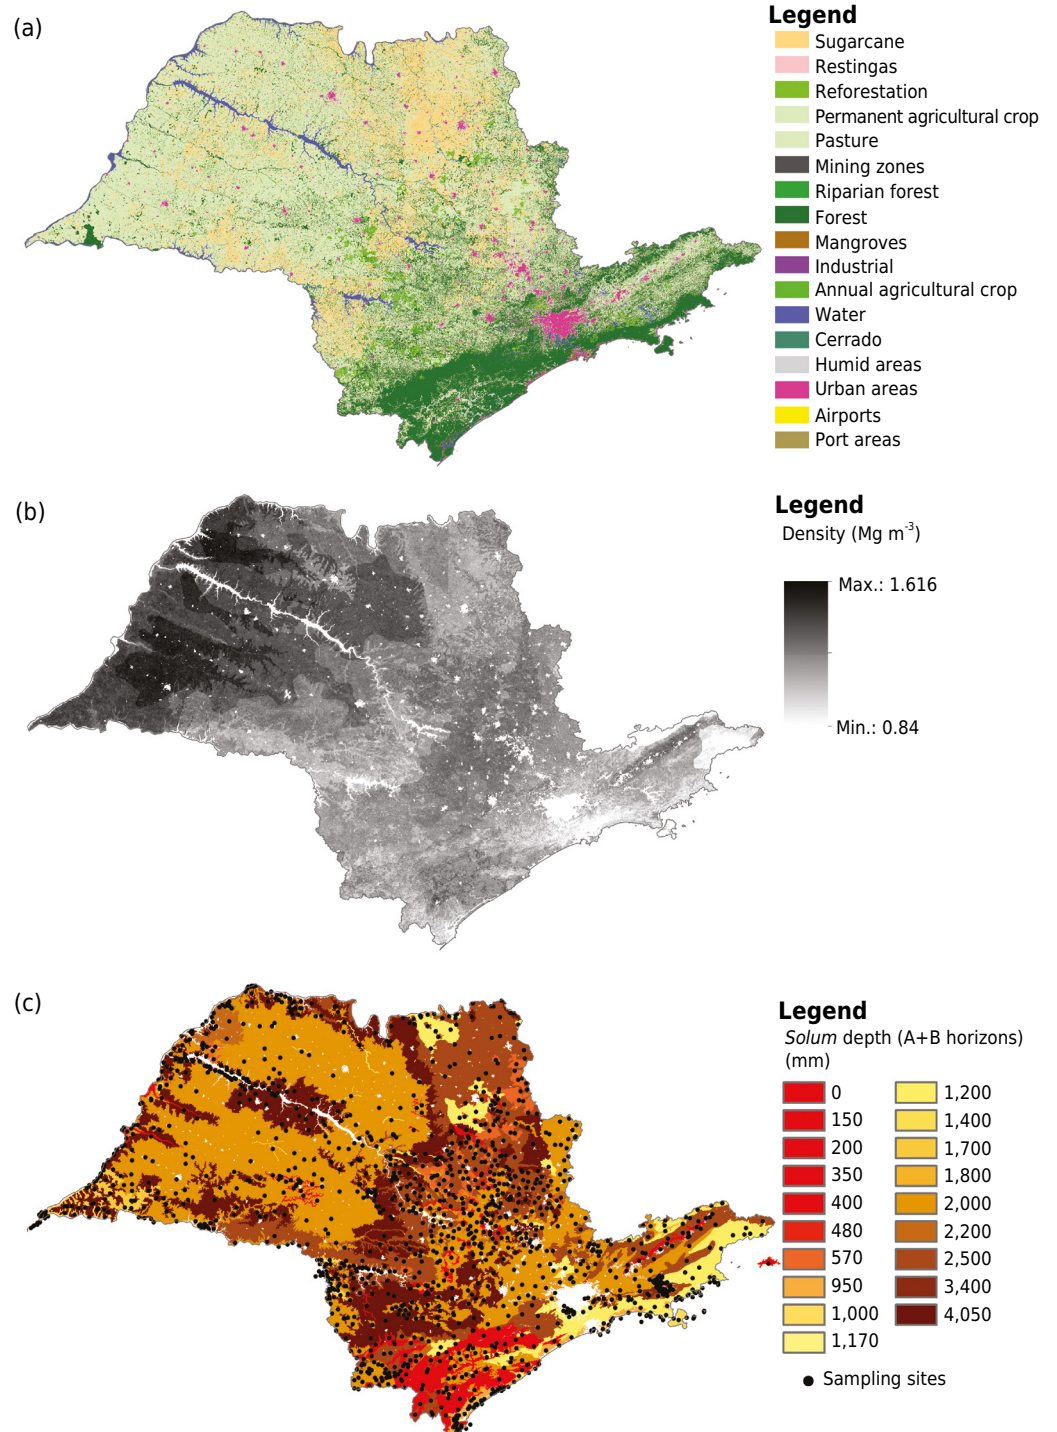 (a)
Legend
Sugarcane
Restingas
Reforestation
Permanent agricultural crop
Pasture
Mining zones
Riparian forest
Forest
Mangroves
Industrial
Annual agricultural crop
Water
Cerrado
Humid areas
Urban areas
Airports
Port areas
(b)
Legend
Density (Mg m-3)
Max.: 1.616
Min.: 0.84
(c)
Legend
Solum depth (A+B horizons)
(mm)
0
150
200
350
400
480
570
950
1,000
1,170
1,200
1,400
1,700
1,800
2,000
2,200
2,500
3,400
4,050
Sampling sites